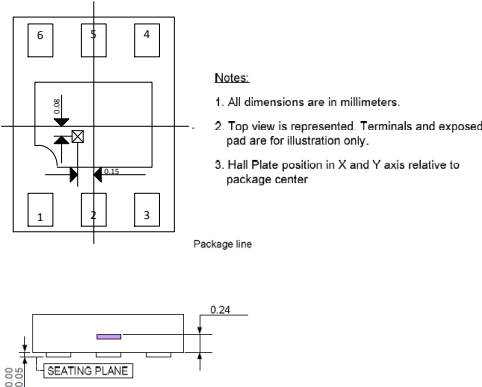 6 5 4
0.08
Notes:
1. All dimensions are in millimeters.
2. Top view is represented. Terminals and exposed
pad are for illustration only.
3. Hall Plate position in X and Y axis relative to
package center
0.15
1 2 3
Package line
0.24
SEATING PLANE
0.00
0.05